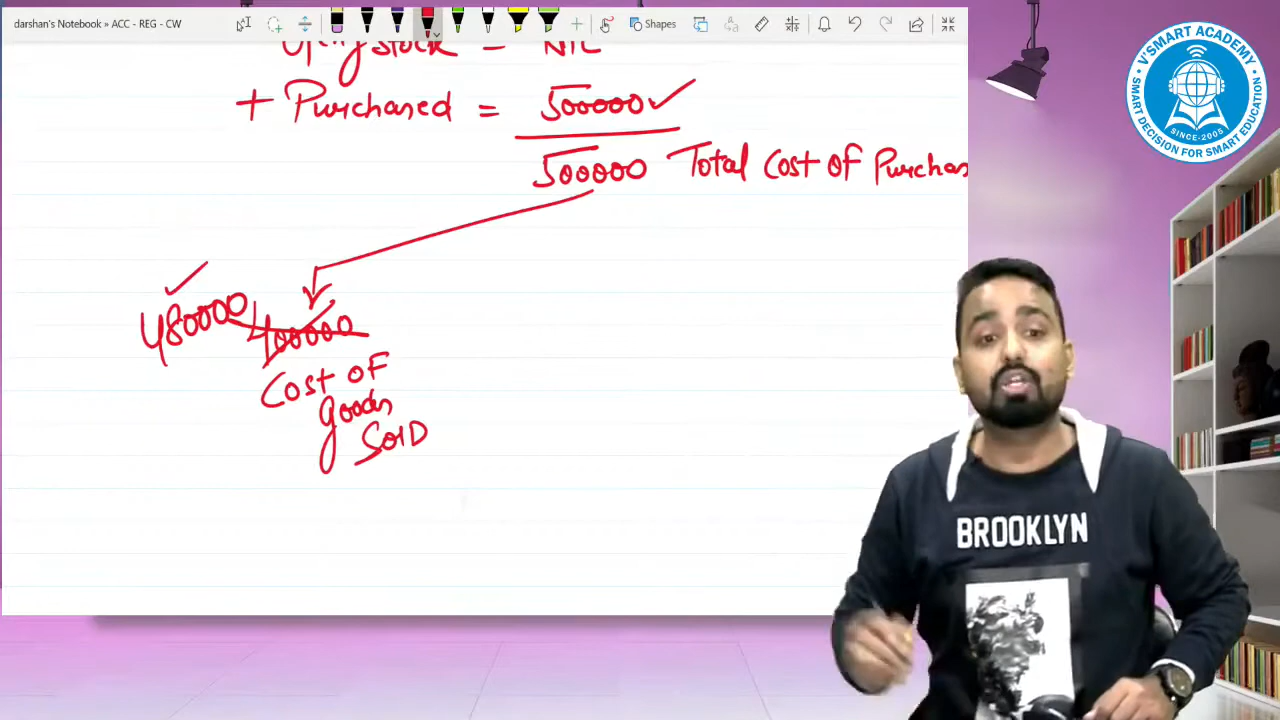 darshan's Notebook » ACC - REG - CW
Shapes
= NIL
+ Purchased = 500000 ✓
500000 Total Cost of Purchas
480000 400000
Cost of
goods
Sold
V'SMART ACADEMY
SINCE-2005
SMART DECISION FOR SMART EDUCATION
BROOKLYN